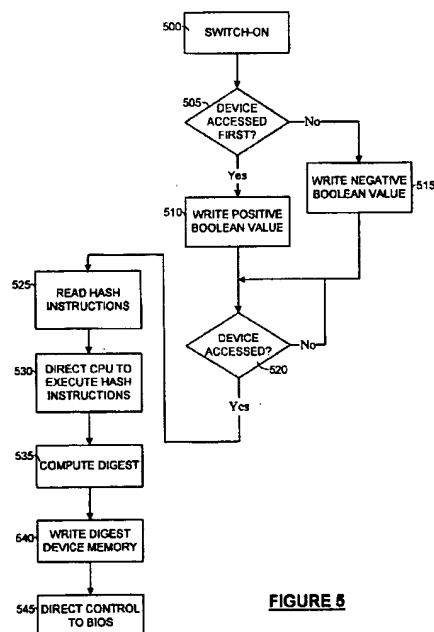 500
SWITCH-ON
505
DEVICE
ACCESSED
FIRST?
No
Yes
510
WRITE POSITIVE
BOOLEAN VALUE
WRITE NEGATIVE
BOOLEAN VALUE
515
525
READ HASH
INSTRUCTIONS
DEVICE
ACCESSED?
No
520
Yes
530
DIRECT CPU TO
EXECUTE HASH
INSTRUCTIONS
535
COMPUTE DIGEST
540
WRITE DIGEST
DEVICE MEMORY
545
DIRECT CONTROL
TO BIOS
FIGURE 5